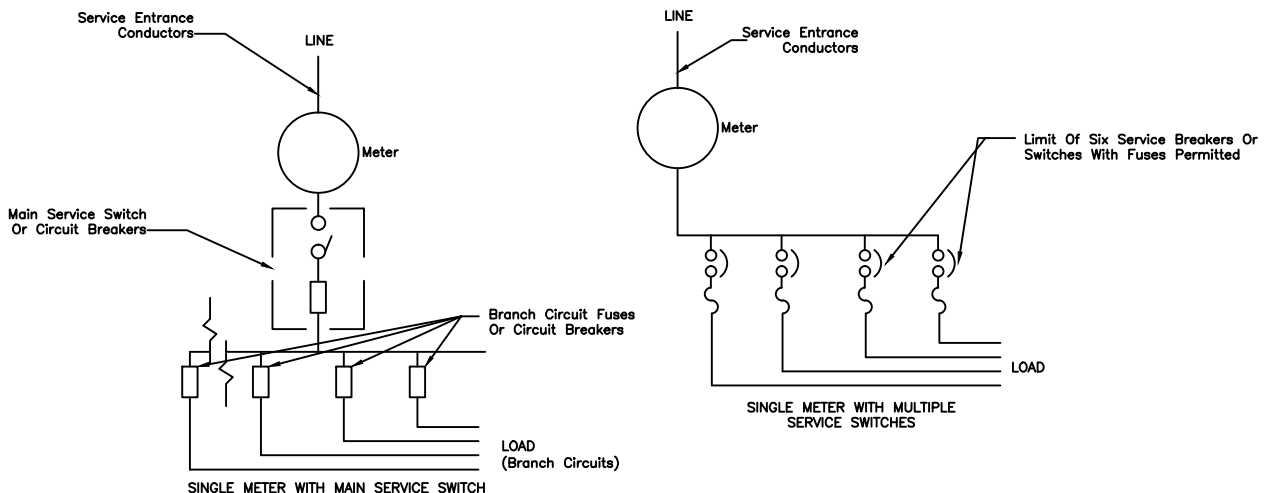 Service Entrance
Conductors
LINE
Meter
Main Service Switch
Or Circuit Breakers
Branch Circuit Fuses
Or Circuit Breakers
LOAD
(Branch Circuits)
SINGLE METER WITH MAIN SERVICE SWITCH
LINE
Service Entrance
Conductors
Meter
Limit Of Six Service Breakers Or
Switches With Fuses Permitted
LOAD
SINGLE METER WITH MULTIPLE
SERVICE SWITCHES